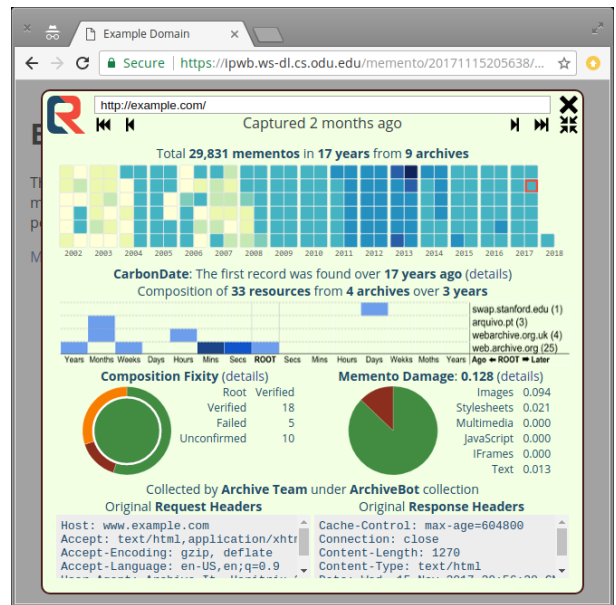 Example Domain
Secure | https://ipwb.ws-dl.cs.odu.edu/memento/20171115205638/...
http://example.com/
Captured 2 months ago
Total 29,831 mementos in 17 years from 9 archives
2002 2003 2004 2005 2006 2007 2008 2009 2010 2011 2012 2013 2014 2015 2016 2017 2018
CarbonDate: The first record was found over 17 years ago (details)
Composition of 33 resources from 4 archives over 3 years
swap.stanford.edu (1)
arquivo.pt (3)
webarchive.org.uk (4)
web.archive.org (25)
Years Months Weeks Days Hours Mins Secs ROOT Secs Mins Hours Days Wekks Moths Years Ago ⬅ ROOT ➡ Later
Composition Fixity (details)
Root Verified
Verified 18
Failed 5
Unconfirmed 10
Memento Damage: 0.128 (details)
Images 0.094
Stylesheets 0.021
Multimedia 0.000
JavaScript 0.000
IFrames 0.000
Text 0.013
Collected by Archive Team under ArchiveBot collection
Original Request Headers
Host: www.example.com
Accept: text/html,application/xht
Accept-Encoding: gzip, deflate
Accept-Language: en-US,en;q=0.9
Original Response Headers
Cache-Control: max-age=604800
Connection: close
Content-Length: 1270
Content-Type: text/html